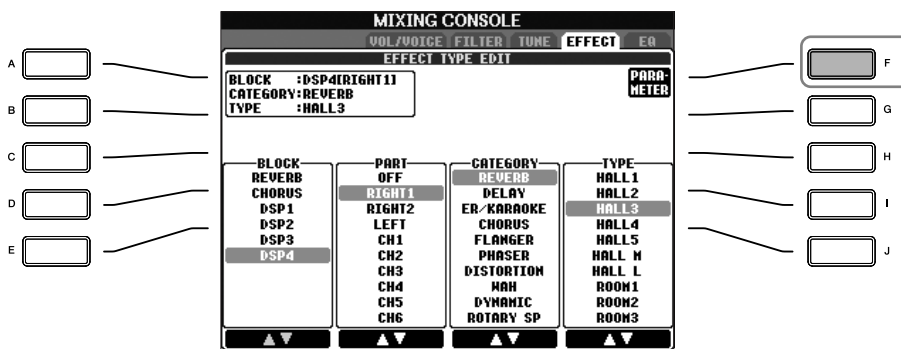 MIXING CONSOLE
VOL/VOICE FILTER TUNE EFFECT EQ
EFFECT TYPE EDIT
BLOCK :DSP4[RIGHT1]
CATEGORY:REVERB
TYPE :HALL3
PARA-
METER
A
B
C
D
E
F
G
H
I
J
BLOCK
REVERB
CHORUS
DSP1
DSP2
DSP3
DSP4
PART
OFF
RIGHT1
RIGHT2
LEFT
CH1
CH2
CH3
CH4
CH5
CH6
CATEGORY
REVERB
DELAY
ER/KARAOKE
CHORUS
FLANGER
PHASER
DISTORTION
WAH
DYNAMIC
ROTARY SP
TYPE
HALL1
HALL2
HALL3
HALL4
HALL5
HALL M
HALL L
ROOM1
ROOM2
ROOM3